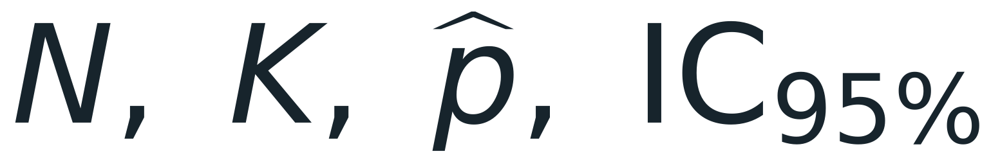 N, K, p̂, IC₉₅%